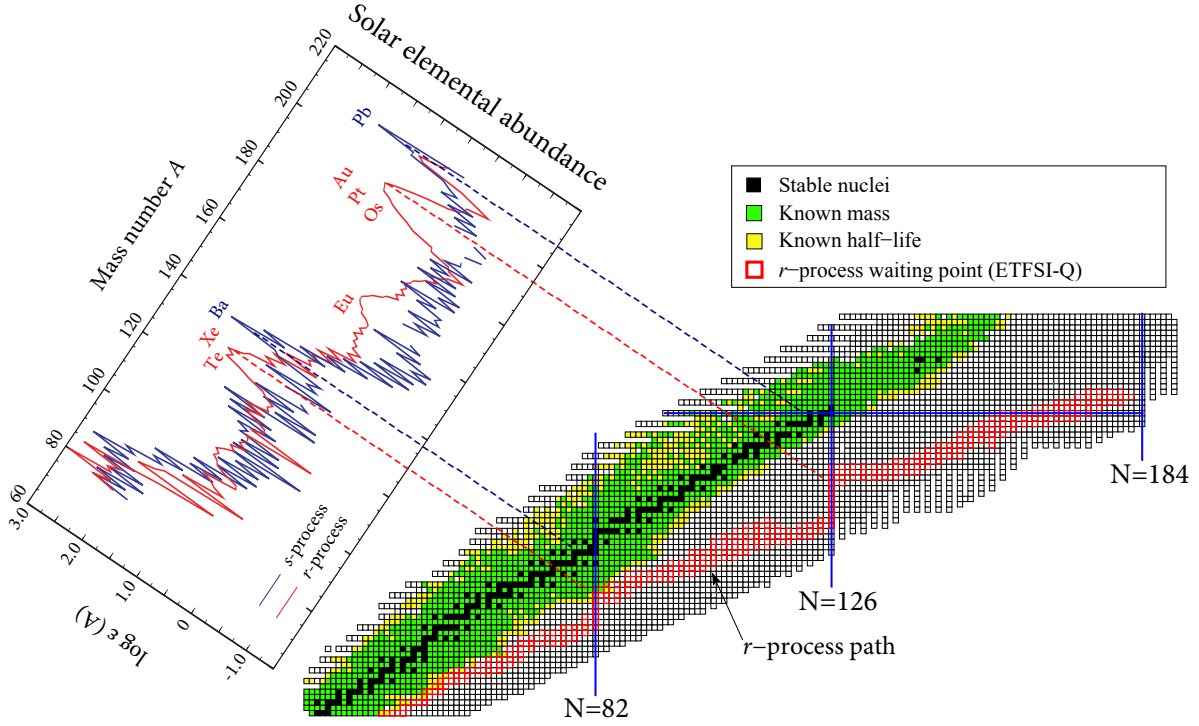 Solar elemental abundance
Mass number A
220
200
180
160
140
120
100
80
60
3.0
2.0
1.0
0
-1.0
log ε (A)
Pb
Au
Pt
Os
Eu
Ba
Xe
Te
s-process
r-process
Stable nuclei
Known mass
Known half−life
r−process waiting point (ETFSI-Q)
N=184
N=126
r−process path
N=82